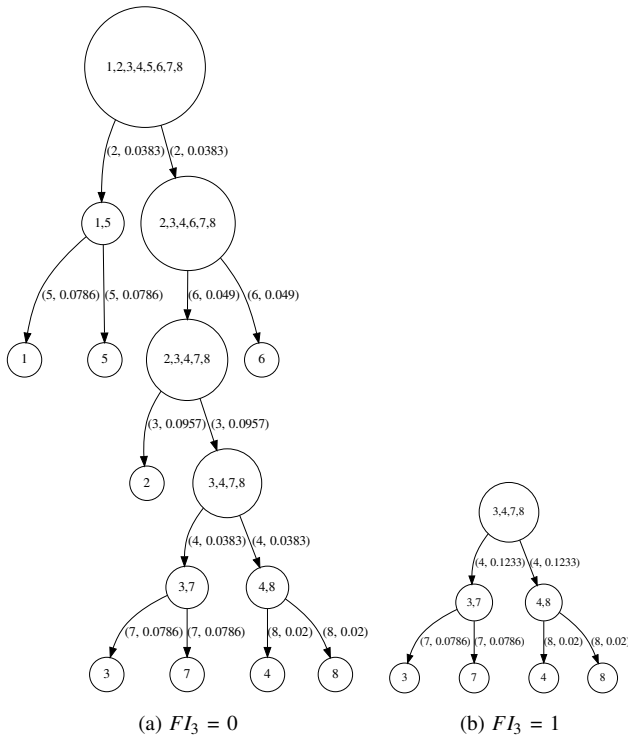 1,2,3,4,5,6,7,8
(2, 0.0383) (2, 0.0383)
1,5
2,3,4,6,7,8
(5, 0.0786) (5, 0.0786)
(6, 0.049) (6, 0.049)
1
5
2,3,4,7,8
6
(3, 0.0957) (3, 0.0957)
2
3,4,7,8
(4, 0.0383) (4, 0.0383)
3,7
4,8
(7, 0.0786) (7, 0.0786)
(8, 0.02) (8, 0.02)
3
7
4
8
(a) FI₃ = 0
3,4,7,8
(4, 0.1233) (4, 0.1233)
3,7
4,8
(7, 0.0786) (7, 0.0786)
(8, 0.02) (8, 0.02)
3
7
4
8
(b) FI₃ = 1